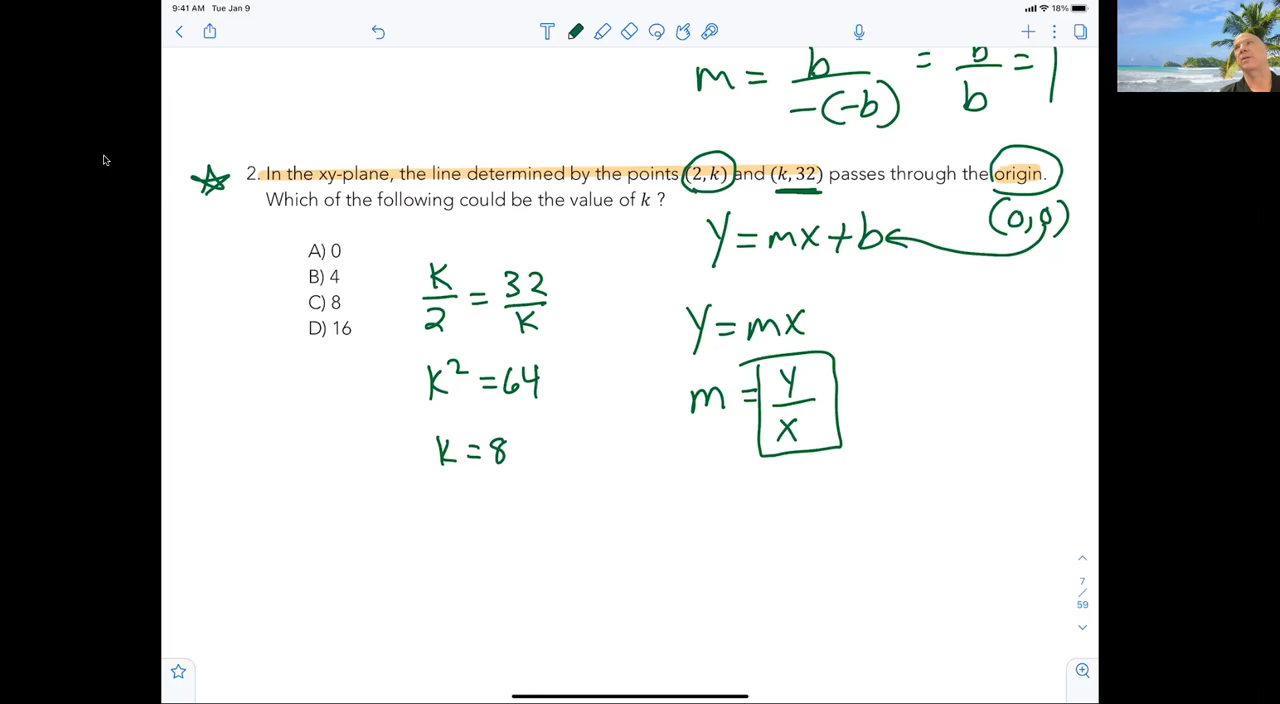 9:41 AM Tue Jan 9
18%
m = b / -(-b) = b / b = 1
2. In the xy-plane, the line determined by the points (2, k) and (k, 32) passes through the origin.
Which of the following could be the value of k ?
(0,0)
y = mx + b
A) 0
B) 4
C) 8
D) 16
K/2 = 32/K
y = mx
K² = 64
m = y/x
K = 8
7
/
59